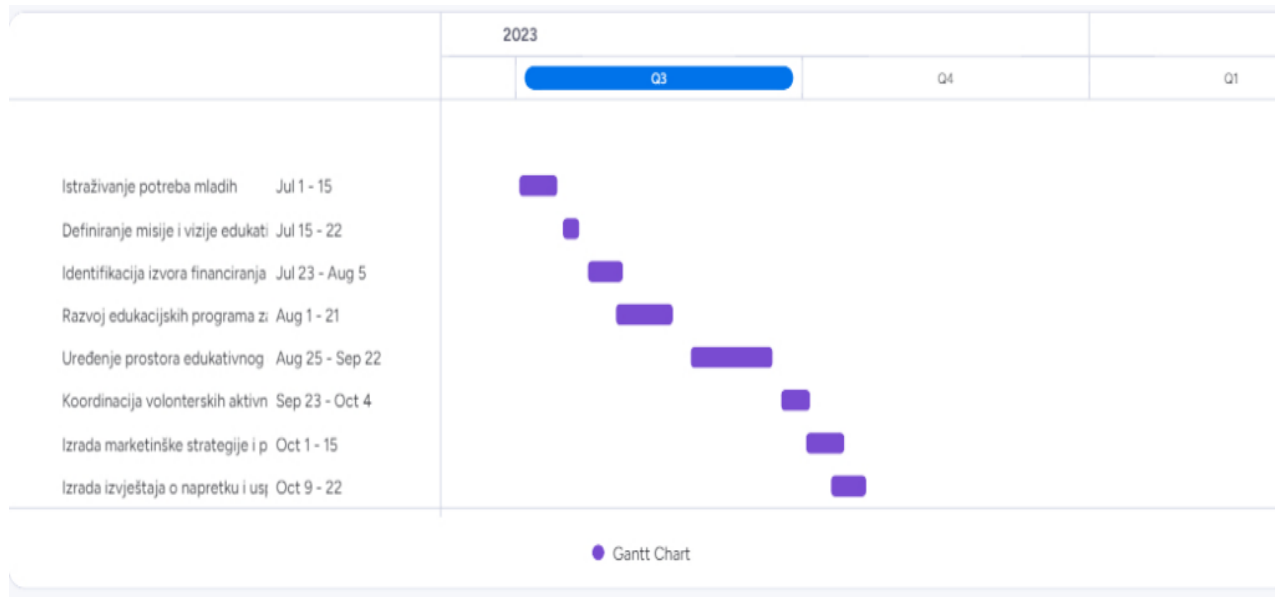 2023
Q3 Q4 Q1
Istraživanje potreba mladih Jul 1 - 15
Definiranje misije i vizije edukati Jul 15 - 22
Identifikacija izvora financiranja Jul 23 - Aug 5
Razvoj edukacijskih programa za Aug 1 - 21
Uređenje prostora edukativnog Aug 25 - Sep 22
Koordinacija volonterskih aktivn Sep 23 - Oct 4
Izrada marketinške strategije i p Oct 1 - 15
Izrada izvještaja o napretku i usp Oct 9 - 22
Gantt Chart